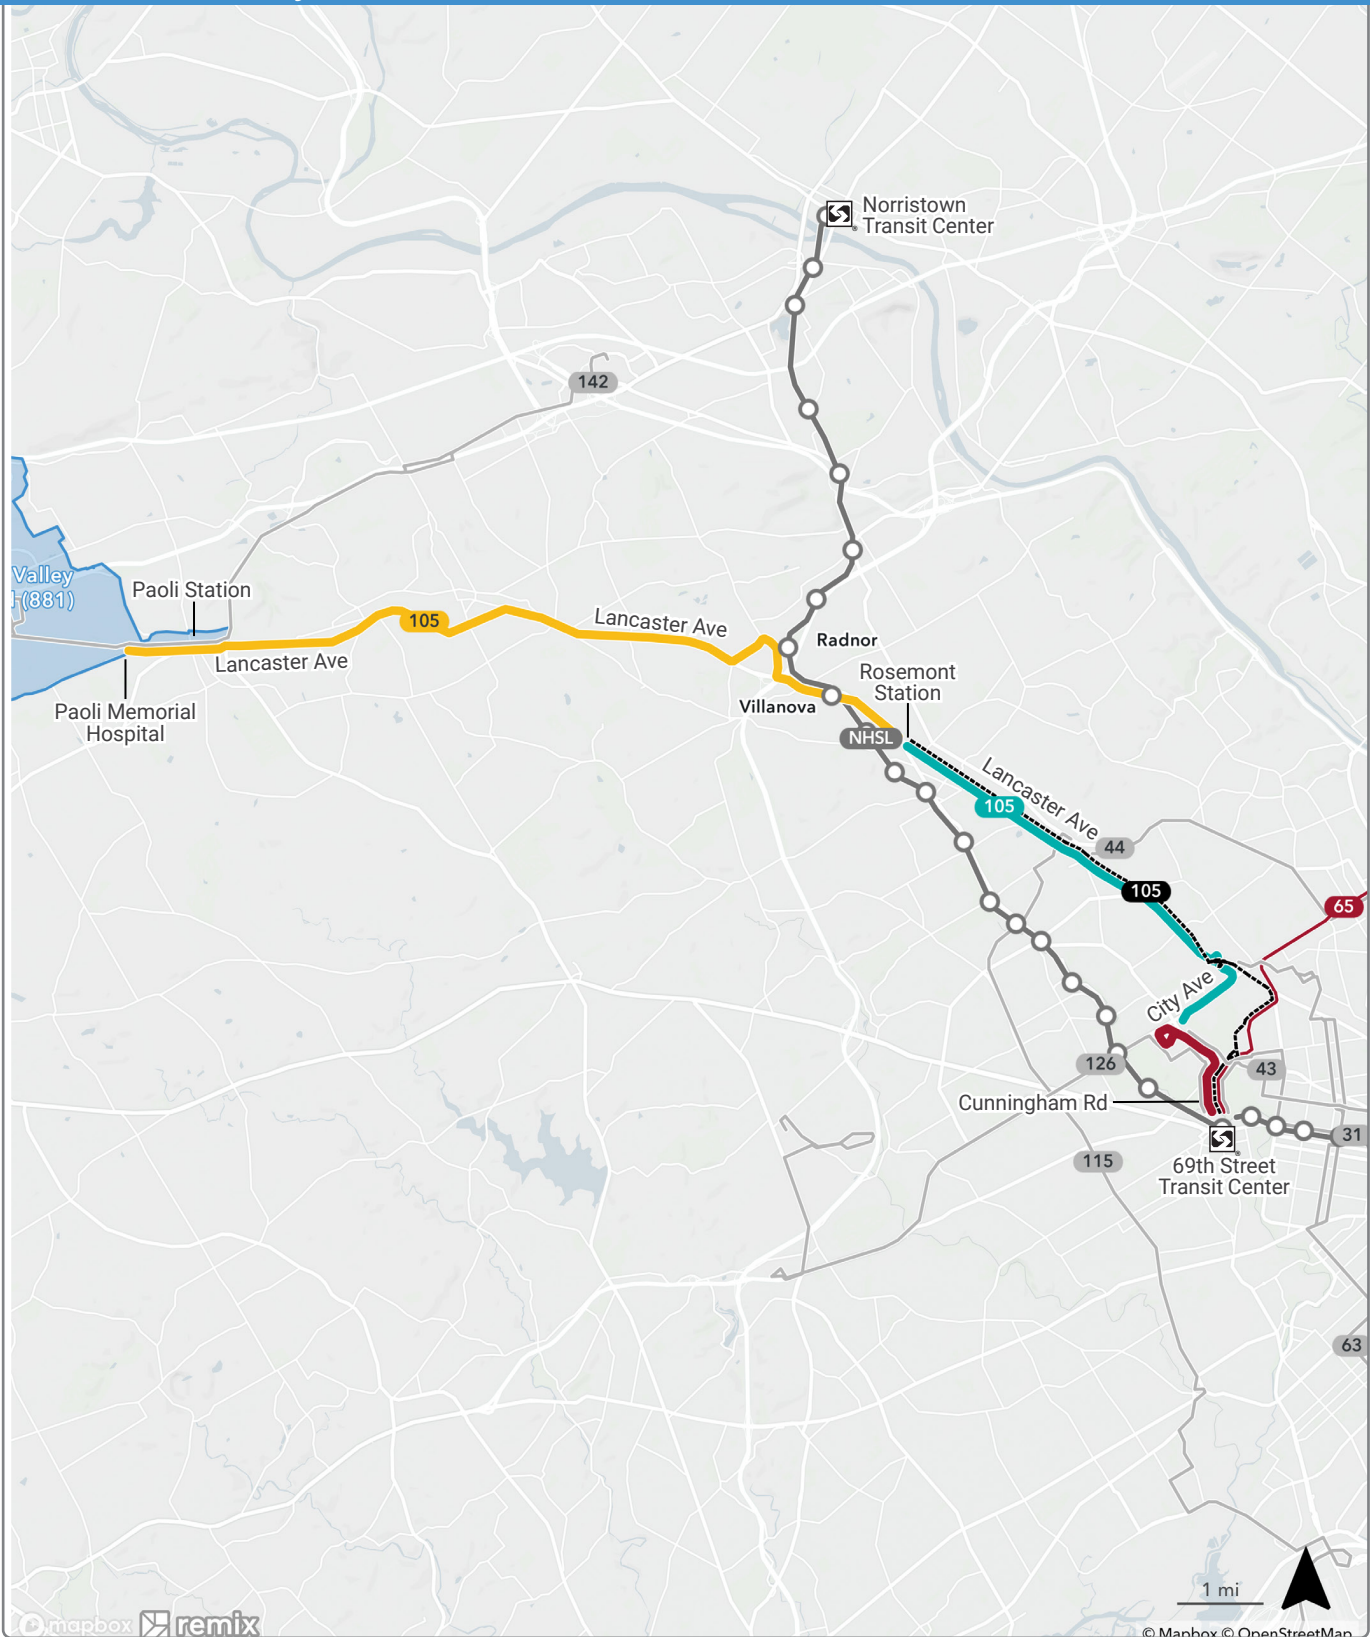 Norristown
Transit Center
142
Valley
(881)
Paoli Station
105
Lancaster Ave
Lancaster Ave
Radnor
Rosemont
Station
Paoli Memorial
Hospital
Villanova
NHSL
Lancaster Ave
105
44
105
65
City Ave
126
43
Cunningham Rd
31
115
69th Street
Transit Center
63
1 mi
mapbox
remix
© Mapbox © OpenStreetMap